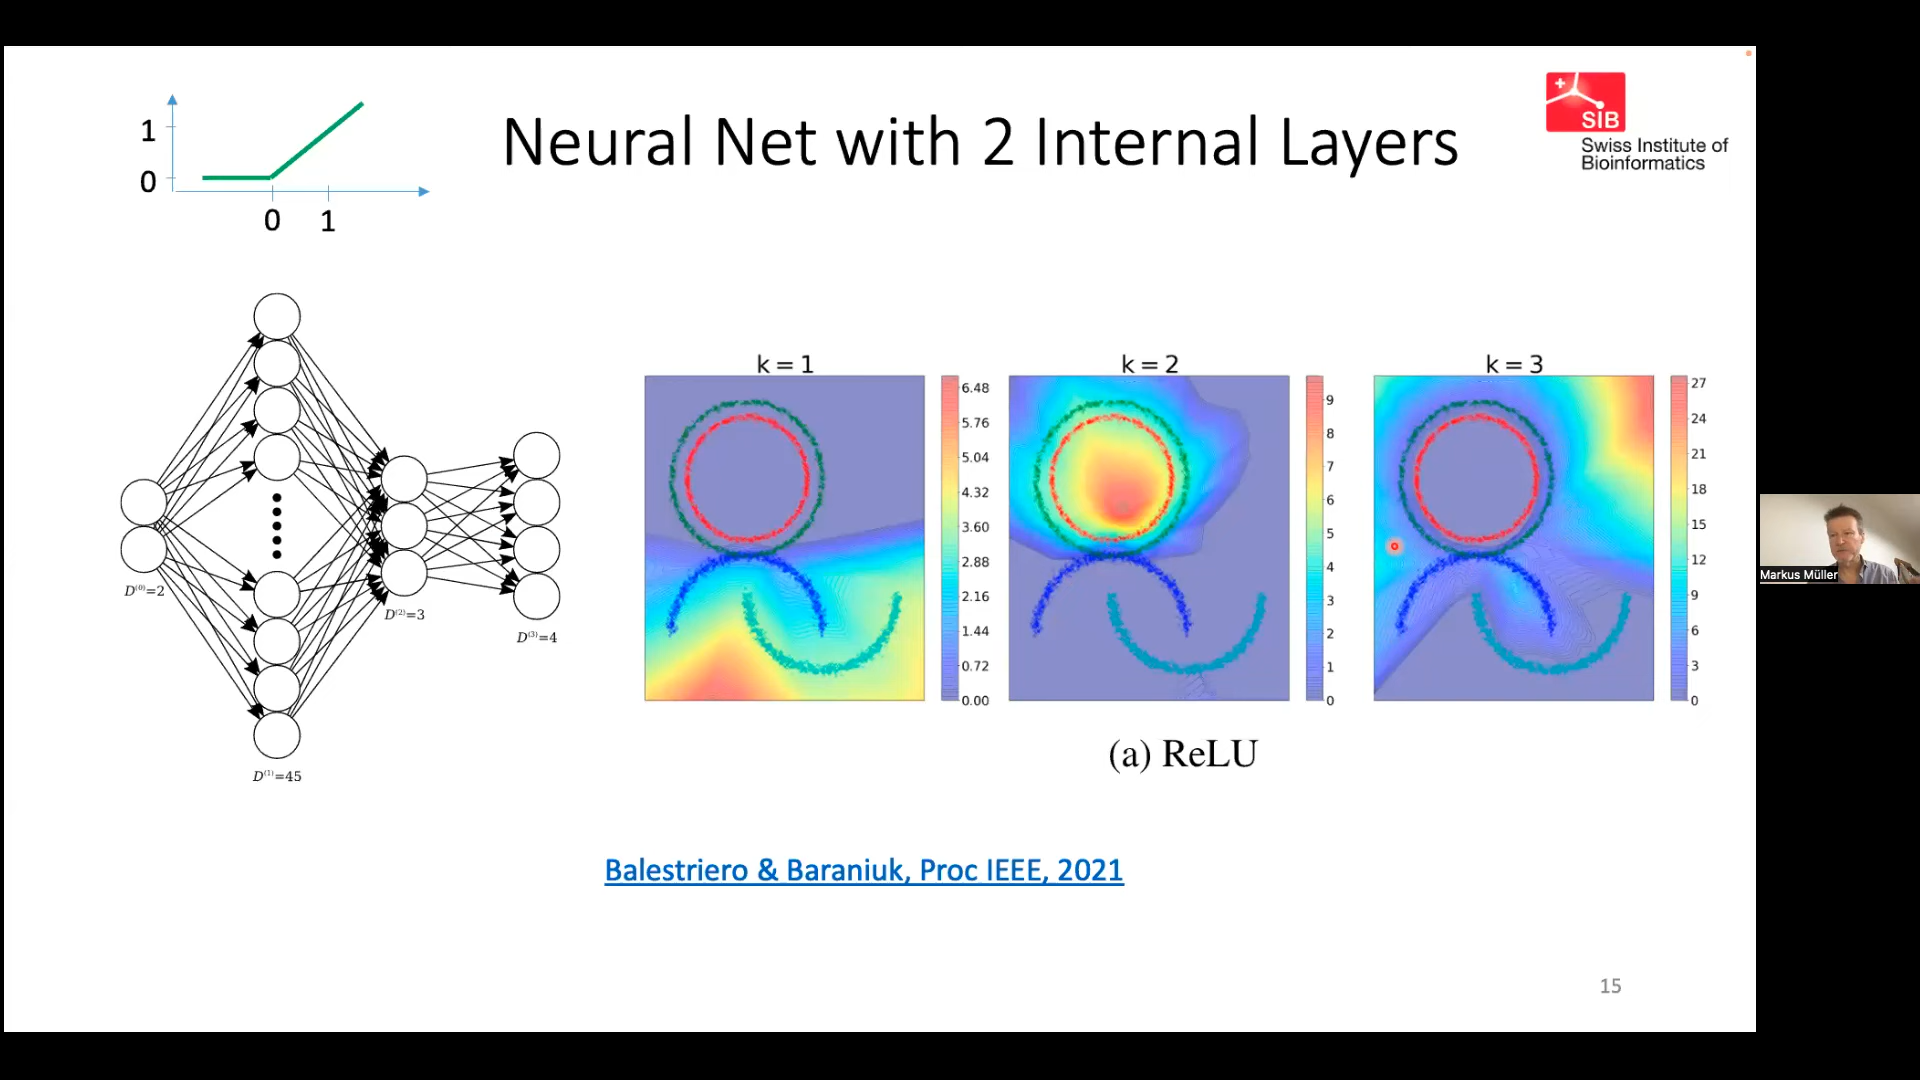 Neural Net with 2 Internal Layers
SIB
Swiss Institute of
Bioinformatics
1
0
0
1
D⁽⁰⁾=2
D⁽¹⁾=45
D⁽²⁾=3
D⁽³⁾=4
k = 1
6.48
5.76
5.04
4.32
3.60
2.88
2.16
1.44
0.72
0.00
k = 2
9
8
7
6
5
4
3
2
1
0
k = 3
27
24
21
18
15
12
9
6
3
0
(a) ReLU
Balestriero & Baraniuk, Proc IEEE, 2021
15
Markus Müller